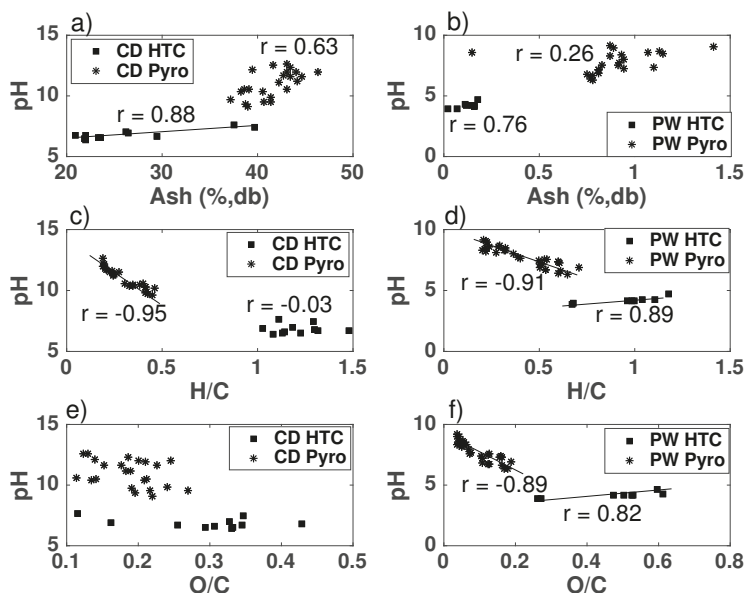 a)
15
CD HTC
CD Pyro
r = 0.63
10
r = 0.88
5
20 30 40 50
pH
Ash (%,db)
b)
10
r = 0.26
5
r = 0.76
PW HTC
PW Pyro
0
0 0.5 1 1.5
pH
Ash (%,db)
c)
15
CD HTC
CD Pyro
10
r = -0.03
r = -0.95
5
0 0.5 1 1.5
pH
H/C
d)
10
PW HTC
PW Pyro
r = -0.91
5
r = 0.89
0
0 0.5 1 1.5
pH
H/C
e)
15
CD HTC
CD Pyro
10
5
0.1 0.2 0.3 0.4 0.5
pH
O/C
f)
10
PW HTC
PW Pyro
r = -0.89
5
r = 0.82
0
0 0.2 0.4 0.6 0.8
pH
O/C